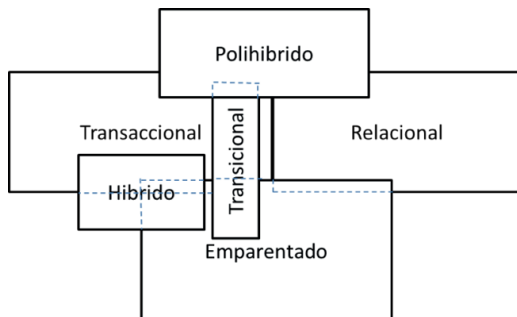 Polihibrido
Transaccional
Transicional
Relacional
Hibrido
Emparentado